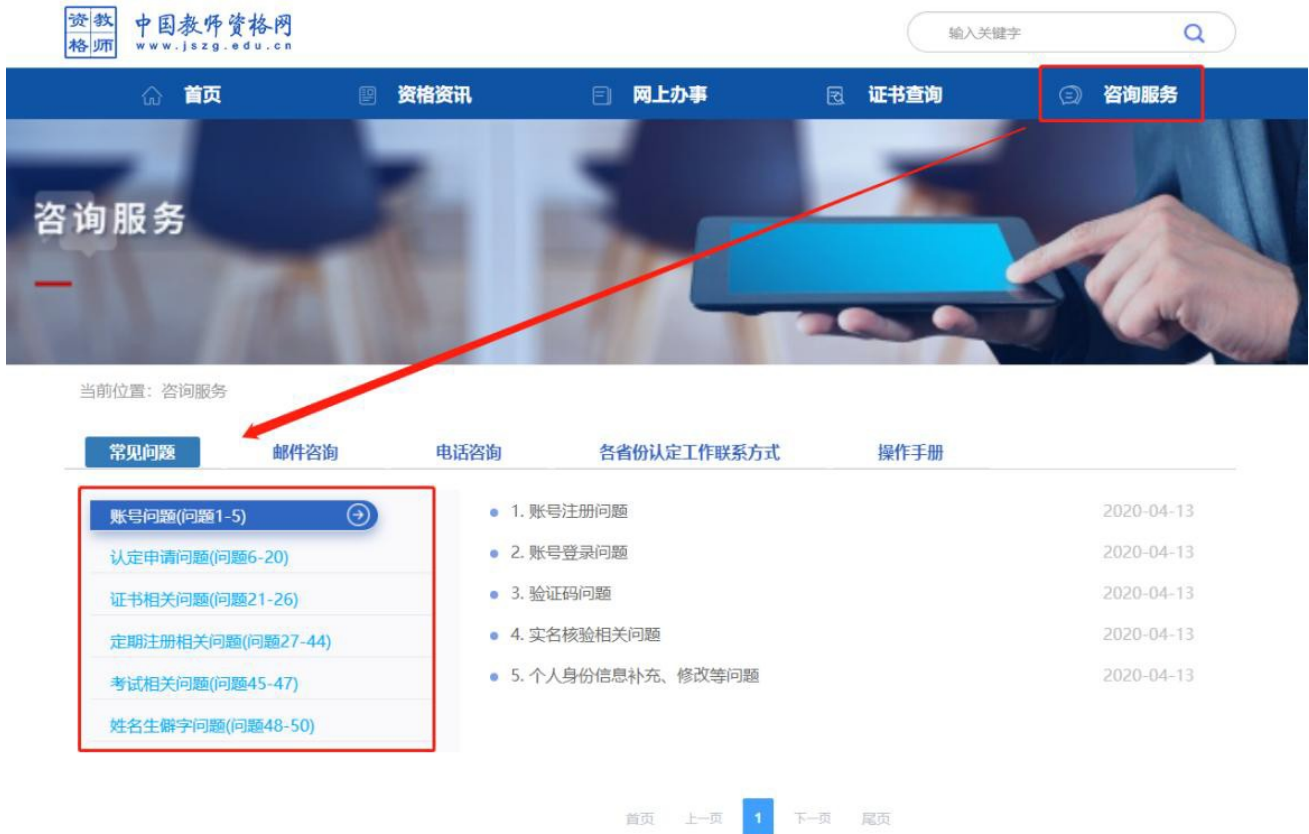 资教 中国教师资格网
格师 www.jszg.edu.cn
输入关键字
首页 资格资讯 网上办事 证书查询 咨询服务
咨询服务
当前位置：咨询服务
常见问题 邮件咨询 电话咨询 各省份认定工作联系方式 操作手册
账号问题(问题1-5)
认定申请问题(问题6-20)
证书相关问题(问题21-26)
定期注册相关问题(问题27-44)
考试相关问题(问题45-47)
姓名生僻字问题(问题48-50)
1. 账号注册问题 2020-04-13
2. 账号登录问题 2020-04-13
3. 验证码问题 2020-04-13
4. 实名核验相关问题 2020-04-13
5. 个人身份信息补充、修改等问题 2020-04-13
首页 上一页 1 下一页 尾页